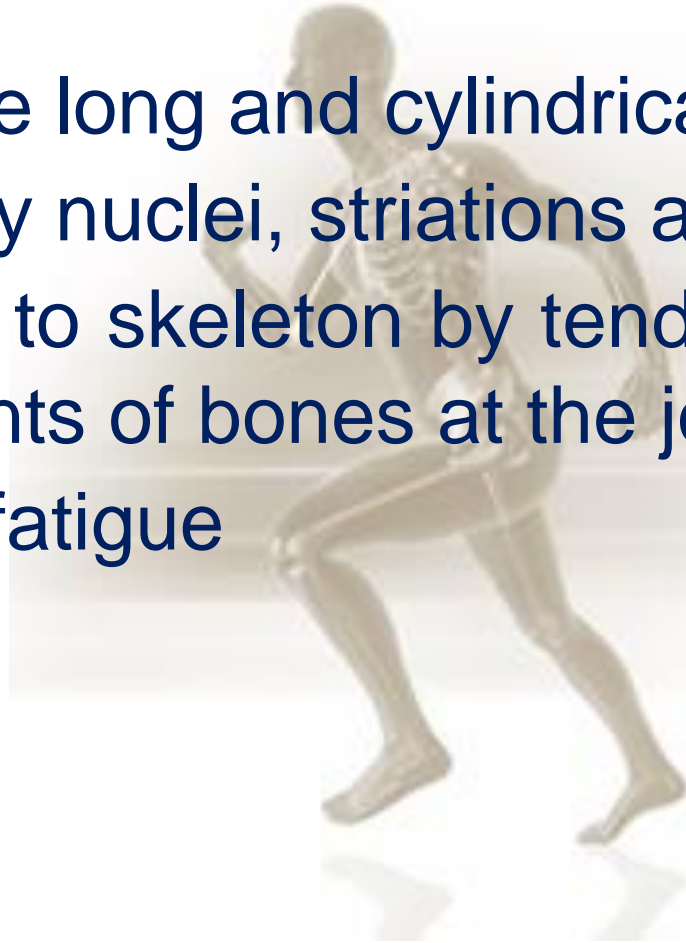 e long and cylindrica
y nuclei, striations a
to skeleton by tend
nts of bones at the jo
fatigue